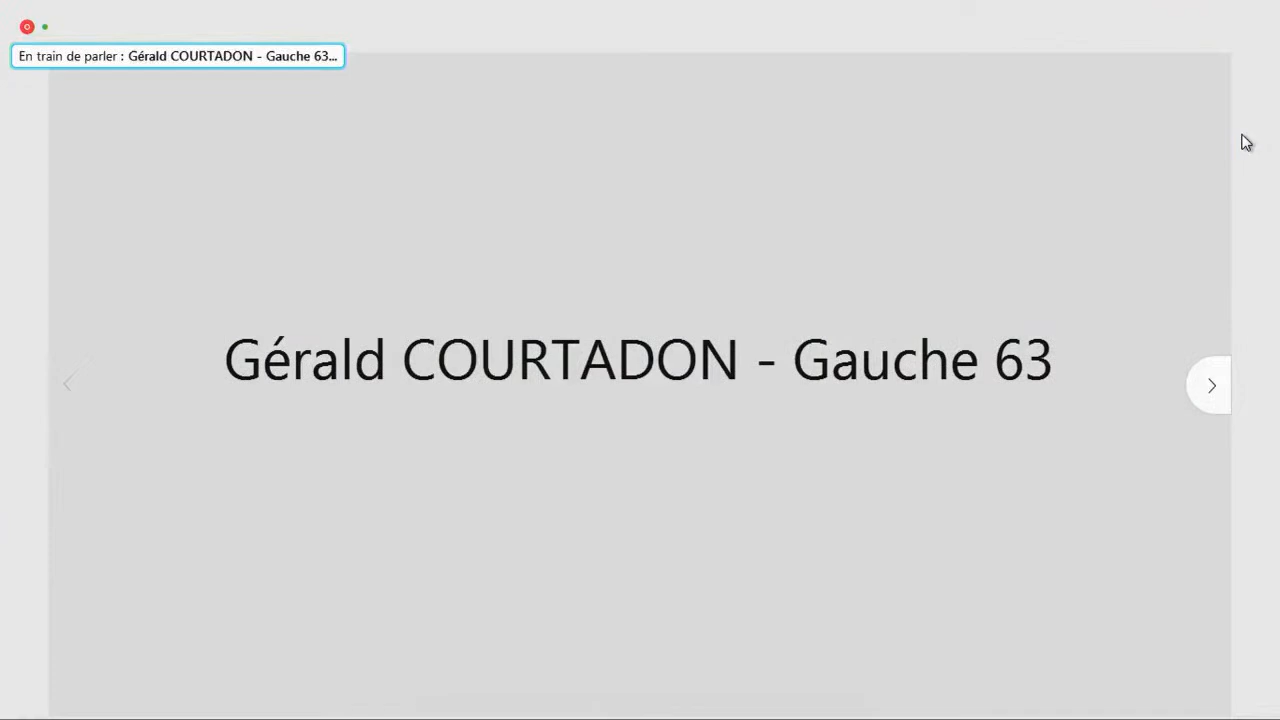 En train de parler : Gérald COURTADON - Gauche 63...
Gérald COURTADON - Gauche 63